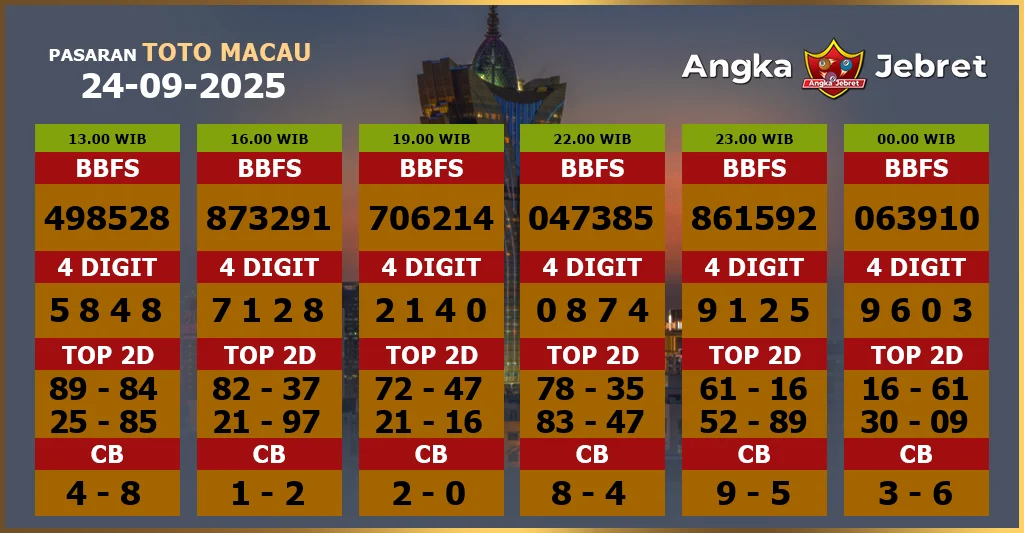 PASARAN TOTO MACAU
24-09-2025
Angka Jebret
Angka Jebret
13.00 WIB
BBFS
498528
4 DIGIT
5 8 4 8
TOP 2D
89 - 84
25 - 85
CB
4 - 8
16.00 WIB
BBFS
873291
4 DIGIT
7 1 2 8
TOP 2D
82 - 37
21 - 97
CB
1 - 2
19.00 WIB
BBFS
706214
4 DIGIT
2 1 4 0
TOP 2D
72 - 47
21 - 16
CB
2 - 0
22.00 WIB
BBFS
047385
4 DIGIT
0 8 7 4
TOP 2D
78 - 35
83 - 47
CB
8 - 4
23.00 WIB
BBFS
861592
4 DIGIT
9 1 2 5
TOP 2D
61 - 16
52 - 89
CB
9 - 5
00.00 WIB
BBFS
063910
4 DIGIT
9 6 0 3
TOP 2D
16 - 61
30 - 09
CB
3 - 6